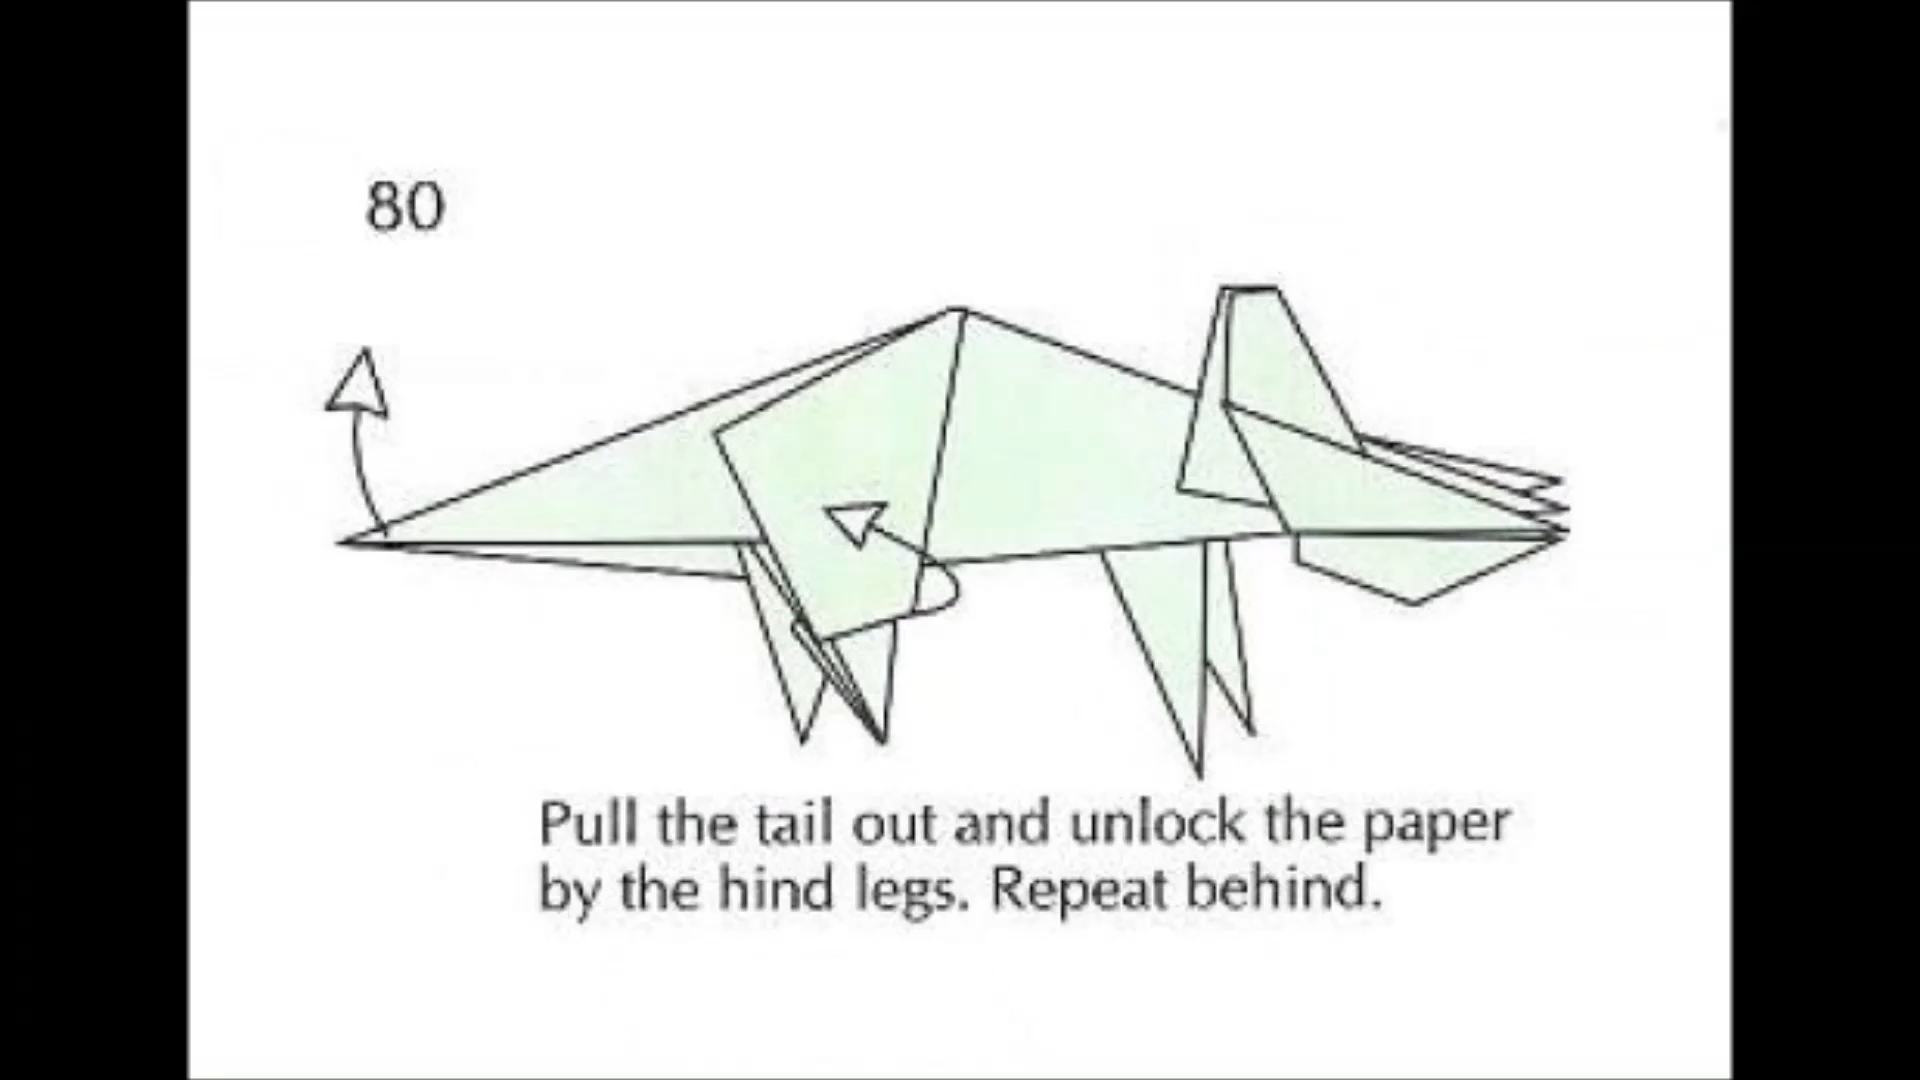 80
Pull the tail out and unlock the paper
by the hind legs. Repeat behind.